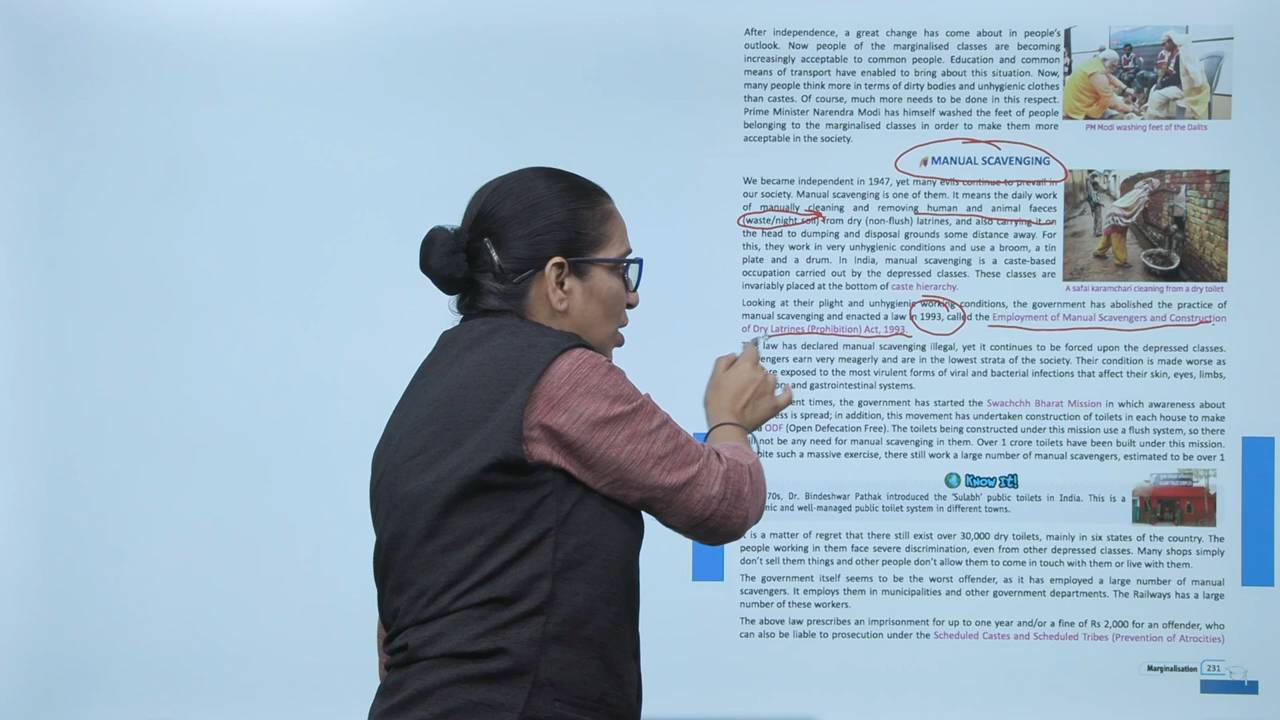 After independence, a great change has come about in people's
outlook. Now people of the marginalised classes are becoming
increasingly acceptable to common people. Education and common
means of transport have enabled to bring about this situation. Now,
many people think more in terms of dirty bodies and unhygienic clothes
than castes. Of course, much more needs to be done in this respect.
Prime Minister Narendra Modi has himself washed the feet of people
belonging to the marginalised classes in order to make them more
acceptable in the society.
PM Modi washing feet of the Dalits
MANUAL SCAVENGING
We became independent in 1947, yet many evils continue to prevail in
our society. Manual scavenging is one of them. It means the daily work
of manually cleaning and removing human and animal faeces
(waste/night soil) from dry (non-flush) latrines, and also carrying it on
the head to dumping and disposal grounds some distance away. For
this, they work in very unhygienic conditions and use a broom, a tin
plate and a drum. In India, manual scavenging is a caste-based
occupation carried out by the depressed classes. These classes are
invariably placed at the bottom of caste hierarchy.
A safai karamchari cleaning from a dry toilet
Looking at their plight and unhygienic working conditions, the government has abolished the practice of
manual scavenging and enacted a law in 1993, called the Employment of Manual Scavengers and Construction
of Dry Latrines (Prohibition) Act, 1993.
law has declared manual scavenging illegal, yet it continues to be forced upon the depressed classes.
earn very meagerly and are in the lowest strata of the society. Their condition is made worse as
exposed to the most virulent forms of viral and bacterial infections that affect their skin, eyes, limbs,
and gastrointestinal systems.
times, the government has started the Swachchh Bharat Mission in which awareness about
is spread; in addition, this movement has undertaken construction of toilets in each house to make
ODF (Open Defecation Free). The toilets being constructed under this mission use a flush system, so there
not be any need for manual scavenging in them. Over 1 crore toilets have been built under this mission.
such a massive exercise, there still work a large number of manual scavengers, estimated to be over 1
Know It!
70s, Dr. Bindeshwar Pathak introduced the 'Sulabh' public toilets in India. This is a
and well-managed public toilet system in different towns.
It is a matter of regret that there still exist over 30,000 dry toilets, mainly in six states of the country. The
people working in them face severe discrimination, even from other depressed classes. Many shops simply
don't sell them things and other people don't allow them to come in touch with them or live with them.
The government itself seems to be the worst offender, as it has employed a large number of manual
scavengers. It employs them in municipalities and other government departments. The Railways has a large
number of these workers.
The above law prescribes an imprisonment for up to one year and/or a fine of Rs 2,000 for an offender, who
can also be liable to prosecution under the Scheduled Castes and Scheduled Tribes (Prevention of Atrocities)
Marginalisation 231